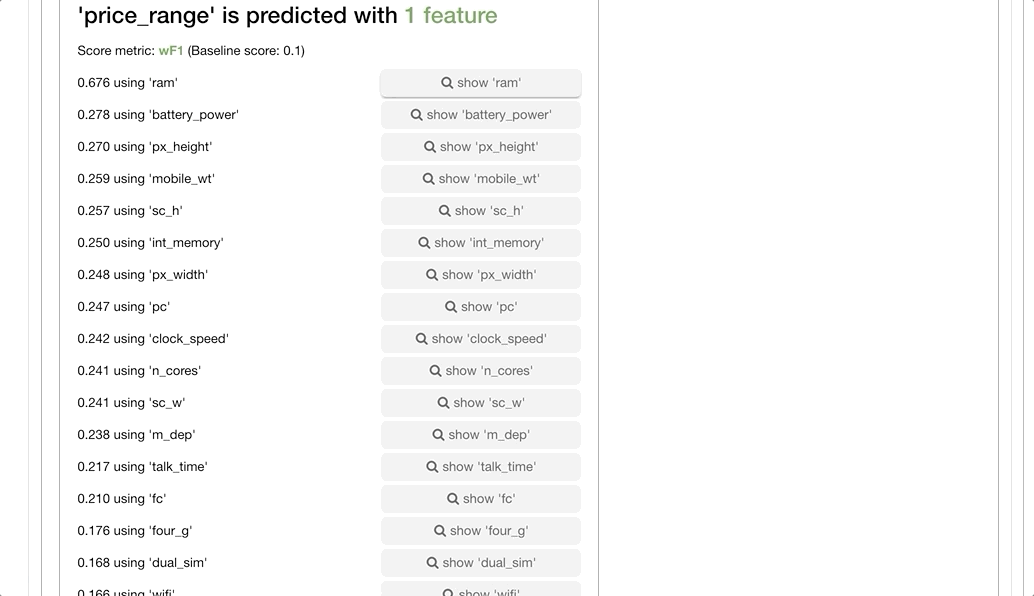 'price_range' is predicted with 1 feature
Score metric: wF1 (Baseline score: 0.1)
0.676 using 'ram' show 'ram'
0.278 using 'battery_power' show 'battery_power'
0.270 using 'px_height' show 'px_height'
0.259 using 'mobile_wt' show 'mobile_wt'
0.257 using 'sc_h' show 'sc_h'
0.250 using 'int_memory' show 'int_memory'
0.248 using 'px_width' show 'px_width'
0.247 using 'pc' show 'pc'
0.242 using 'clock_speed' show 'clock_speed'
0.241 using 'n_cores' show 'n_cores'
0.241 using 'sc_w' show 'sc_w'
0.238 using 'm_dep' show 'm_dep'
0.217 using 'talk_time' show 'talk_time'
0.210 using 'fc' show 'fc'
0.176 using 'four_g' show 'four_g'
0.168 using 'dual_sim' show 'dual_sim'
0.166 using 'wifi' show 'wifi'